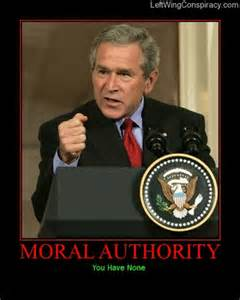 LeftWingConspiracy.com
MORAL AUTHORITY
You Have None